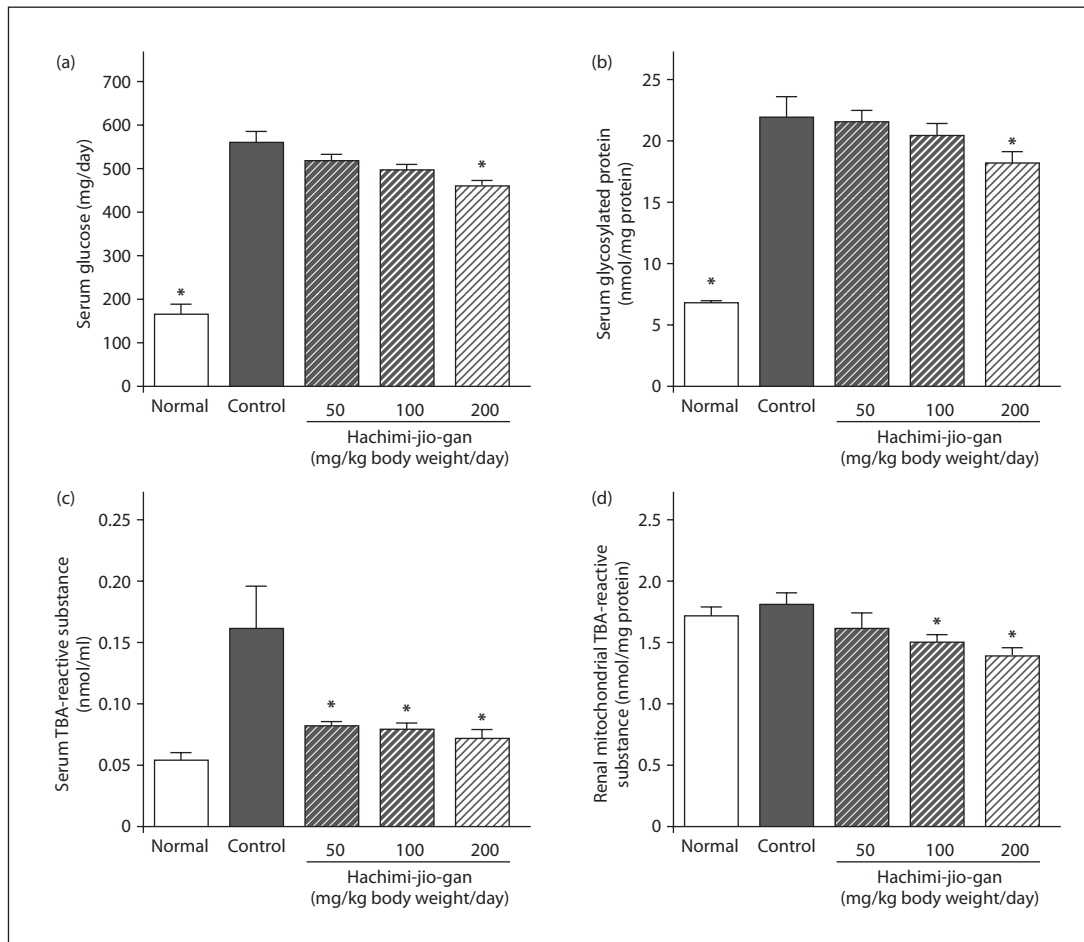 (a)
Serum glucose (mg/day)
700
600
500
400
300
200
100
0
*
*
Normal
Control
50
100
200
Hachimi-jio-gan
(mg/kg body weight/day)
(b)
Serum glycosylated protein
(nmol/mg protein)
25
20
15
10
5
0
*
*
Normal
Control
50
100
200
Hachimi-jio-gan
(mg/kg body weight/day)
(c)
Serum TBA-reactive substance
(nmol/ml)
0.25
0.20
0.15
0.10
0.05
0
*
*
*
Normal
Control
50
100
200
Hachimi-jio-gan
(mg/kg body weight/day)
(d)
Renal mitochondrial TBA-reactive
substance (nmol/mg protein)
2.5
2.0
1.5
1.0
0.5
0
*
*
Normal
Control
50
100
200
Hachimi-jio-gan
(mg/kg body weight/day)